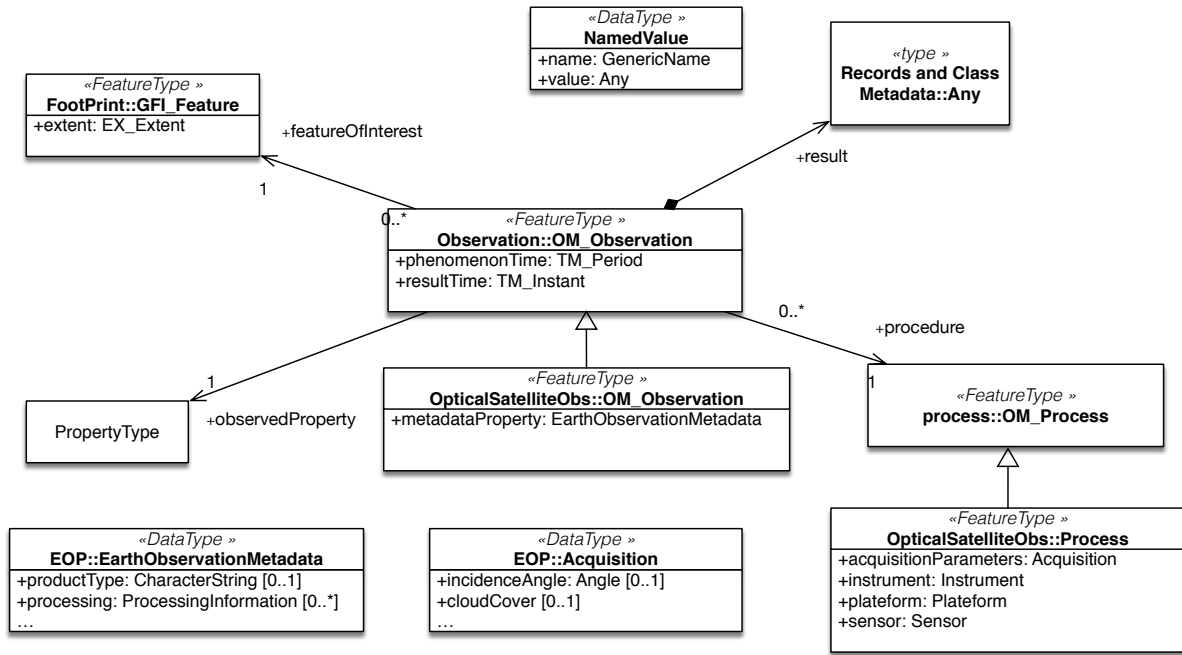 «DataType »
NamedValue
+name: GenericName
+value: Any
«type »
Records and Class
Metadata::Any
«FeatureType »
FootPrint::GFI_Feature
+extent: EX_Extent
+featureOfInterest
1
0..*
+result
«FeatureType »
Observation::OM_Observation
+phenomenonTime: TM_Period
+resultTime: TM_Instant
0..*
+procedure
1
1
+observedProperty
PropertyType
«FeatureType »
OpticalSatelliteObs::OM_Observation
+metadataProperty: EarthObservationMetadata
«FeatureType »
process::OM_Process
«DataType »
EOP::EarthObservationMetadata
+productType: CharacterString [0..1]
+processing: ProcessingInformation [0..*]
…
«DataType »
EOP::Acquisition
+incidenceAngle: Angle [0..1]
+cloudCover [0..1]
…
«FeatureType »
OpticalSatelliteObs::Process
+acquisitionParameters: Acquisition
+instrument: Instrument
+plateform: Plateform
+sensor: Sensor